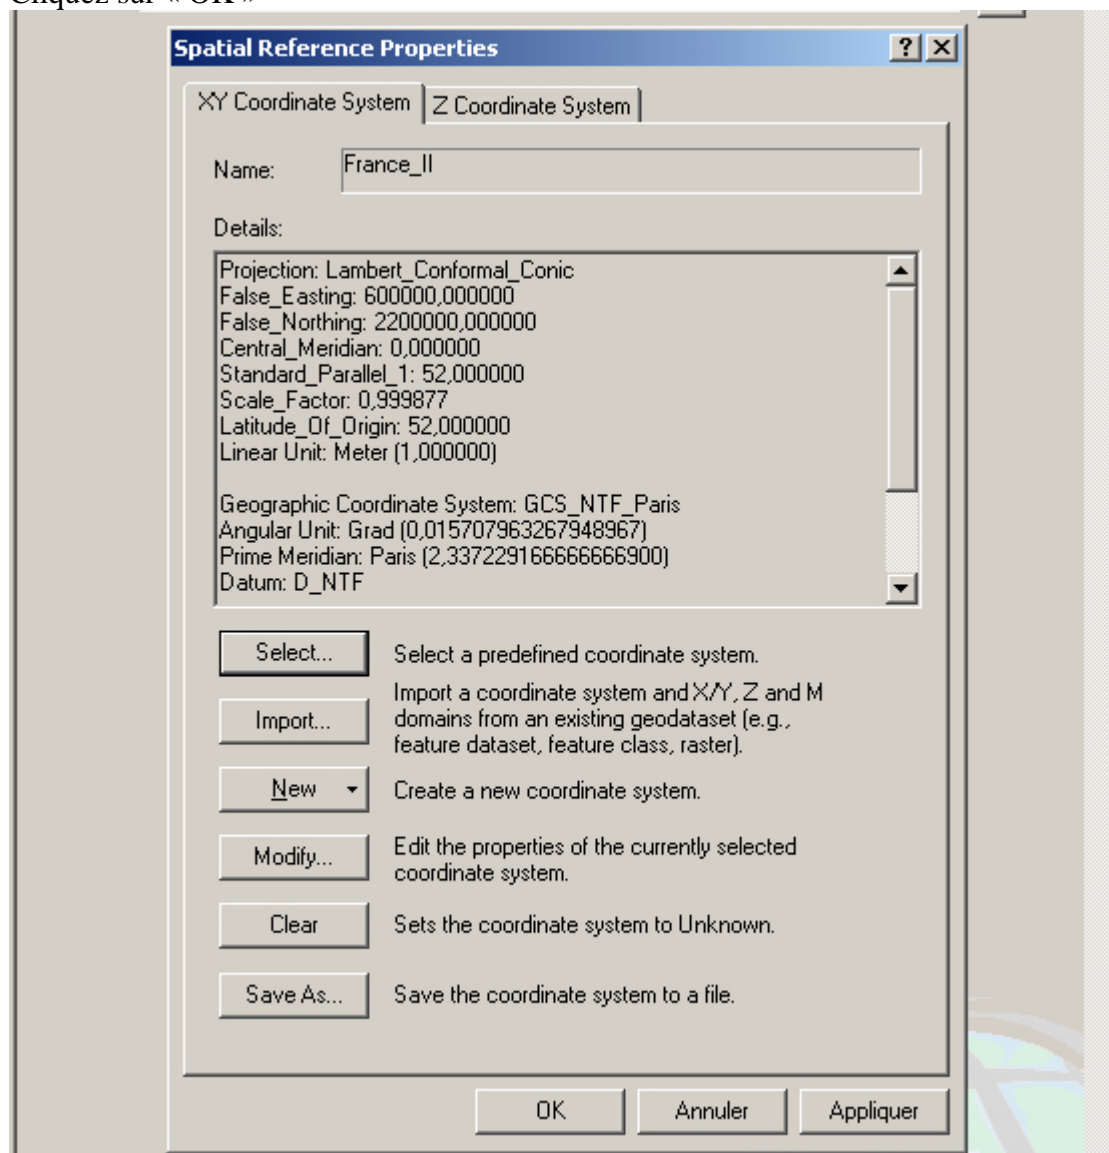 Cliquez sur « OK »
Spatial Reference Properties
XY Coordinate System
Z Coordinate System
Name: France_II
Details:
Projection: Lambert_Conformal_Conic
False_Easting: 600000,000000
False_Northing: 2200000,000000
Central_Meridian: 0,000000
Standard_Parallel_1: 52,000000
Scale_Factor: 0,999877
Latitude_Of_Origin: 52,000000
Linear Unit: Meter (1,000000)
Geographic Coordinate System: GCS_NTF_Paris
Angular Unit: Grad (0,015707963267948967)
Prime Meridian: Paris (2,337229166666666900)
Datum: D_NTF
Select...
Select a predefined coordinate system.
Import...
Import a coordinate system and X/Y, Z and M
domains from an existing geodataset (e.g.,
feature dataset, feature class, raster).
New
Create a new coordinate system.
Modify...
Edit the properties of the currently selected
coordinate system.
Clear
Sets the coordinate system to Unknown.
Save As...
Save the coordinate system to a file.
OK
Annuler
Appliquer